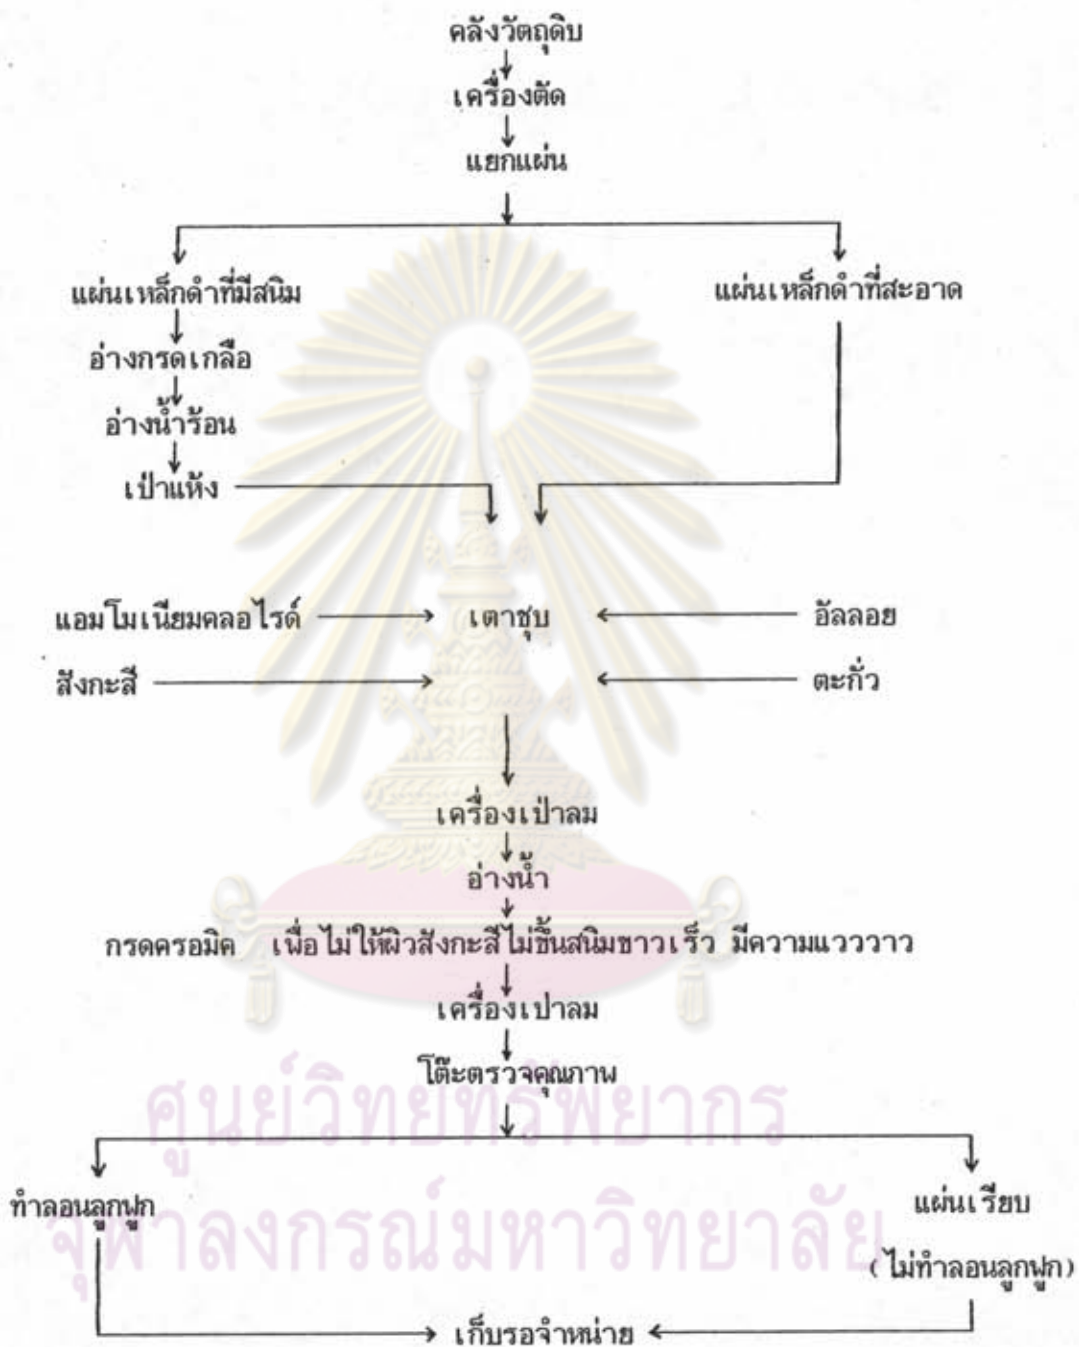 คลังวัตถุดิบ
เครื่องตัด
แยกแผ่น
แผ่นเหล็กดำที่มีสนิม
แผ่นเหล็กดำที่สะอาด
อ่างกรดเกลือ
อ่างน้ำร้อน
เป่าแห้ง
แอมโมเนียมคลอไรด์
เตาชุบ
อัลลอย
สังกะสี
ตะกั่ว
เครื่องเป่าลม
อ่างน้ำ
กรดครอมิค เพื่อไม่ให้ผิวสังกะสีไม่ขึ้นสนิมขาวเร็ว มีความแวววาว
เครื่องเป่าลม
โต๊ะตรวจคุณภาพ
ศูนย์วิทยทรัพยากร
ทำลอนลูกฟูก
แผ่นเรียบ
จุฬาลงกรณ์มหาวิทยาลัย
(ไม่ทำลอนลูกฟูก)
เก็บรอจำหน่าย